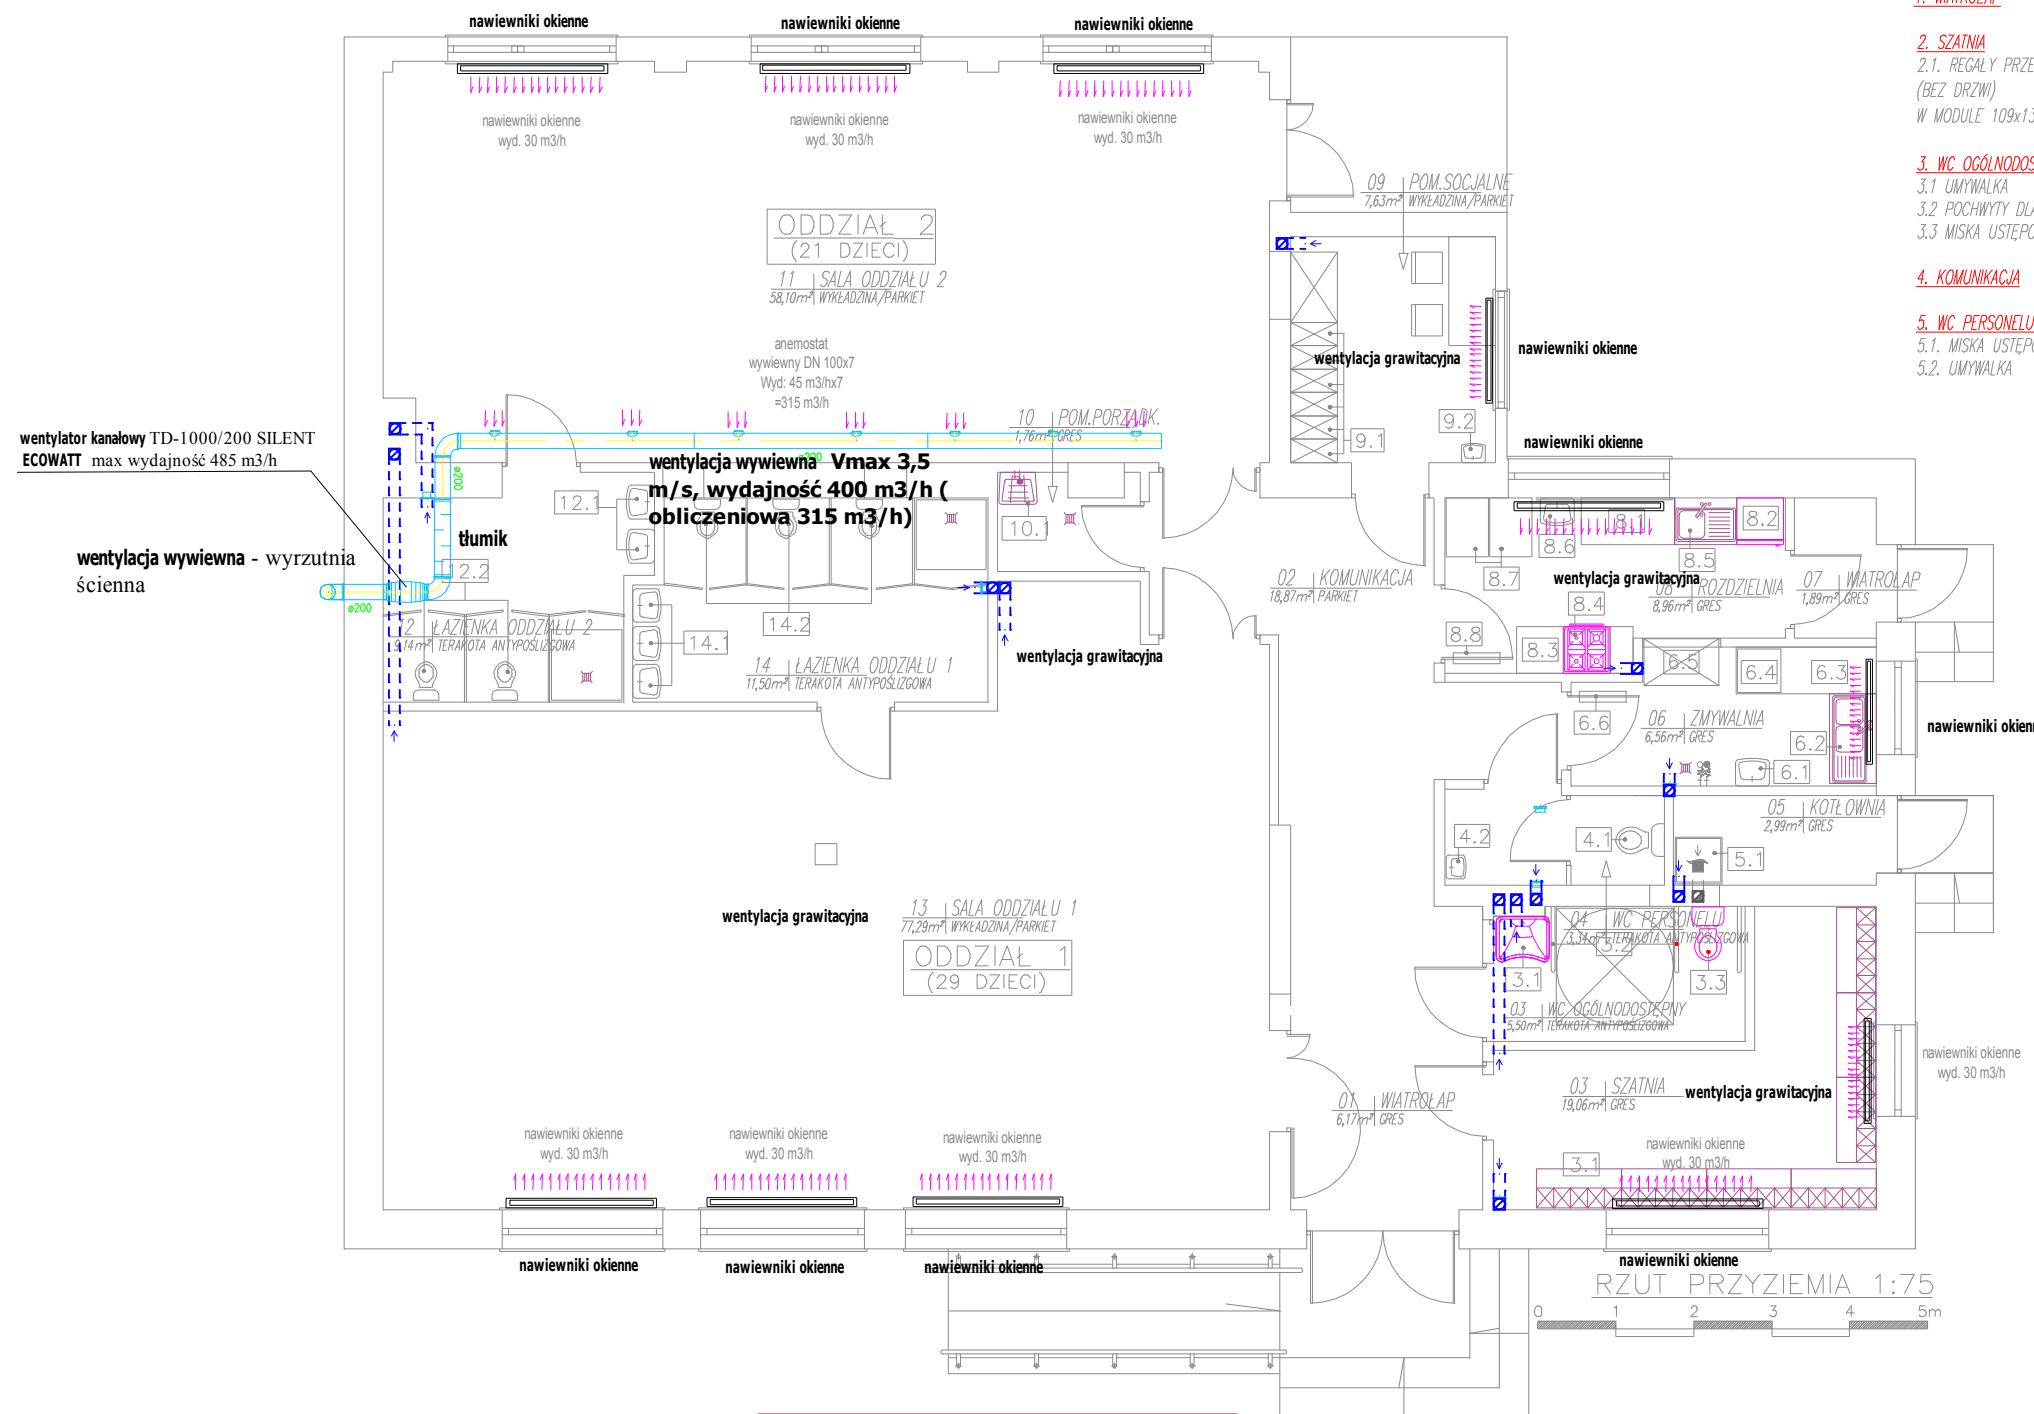 nawiewniki okienne
nawiewniki okienne
nawiewniki okienne
nawiewniki okienne
wyd. 30 m3/h
nawiewniki okienne
wyd. 30 m3/h
nawiewniki okienne
wyd. 30 m3/h
2. SZATNIA
2.1. REGAŁY
(BEZ DRZWI)
W MODULE
3. WC
3.1 UMYWALKA
3.2 POCHWYTY
3.3 MISKA
4. KOMUNIKACJA
5. WC PERSONELU
5.1. MISKA
5.2. UMYWALKA
09 POM.SOCJALNE
7,63m² WYKŁADZINA/PARKIET
ODDZIAŁ 2
(21 DZIECI)
11 SALA ODDZIAŁU 2
58,10m² WYKŁADZINA/PARKIET
anemostat
wywiewny DN 100x7
Wyd: 45 m3/hx7
=315 m3/h
wentylacja grawitacyjna
nawiewniki okienne
9.1
9.2
nawiewniki okienne
10 POM.PORZĄDK.
1,76m² GRES
wentylator kanałowy TD-1000/200 SILENT
ECOWATT max wydajność 485 m3/h
ø200
ø200
wentylacja wywiewna Vmax 3,5
m/s, wydajność 400 m3/h (
obliczeniowa 315 m3/h)
tłumik
wentylacja wywiewna - wyrzutnia
ścienna
ø200
12.1
12.2
10.1
12 ŁAZIENKA ODDZIAŁU 2
9,14m² TERAKOTA ANTYPOŚLIZGOWA
14.1
14.2
14 ŁAZIENKA ODDZIAŁU 1
11,50m² TERAKOTA ANTYPOŚLIZGOWA
wentylacja grawitacyjna
02 KOMUNIKACJA
18,87m² PARKIET
8.1
8.2
8.6
8.5
8.7
wentylacja grawitacyjna
08 ROZDZIELNIA
8,96m² GRES
07 WIATROŁAP
1,89m² GRES
8.4
8.8
8.3
6.5
6.4
6.3
6.6
06 ZMYWALNIA
6,56m² GRES
6.2
6.1
nawiewniki
05 KOTŁOWNIA
2,99m² GRES
4.2
4.1
5.1
wentylacja grawitacyjna
13 SALA ODDZIAŁU 1
77,29m² WYKŁADZINA/PARKIET
ODDZIAŁ 1
(29 DZIECI)
04 WC PERSONELU
3,34m² TERAKOTA ANTYPOŚLIZGOWA
3.2
3.1
3.3
03 WC OGÓLNODOSTĘPNY
5,50m² TERAKOTA ANTYPOŚLIZGOWA
nawiewniki okienne
wyd. 30 m3/h
03 SZATNIA
19,06m² GRES
wentylacja grawitacyjna
01 WIATROŁAP
6,17m² GRES
nawiewniki okienne
wyd. 30 m3/h
nawiewniki okienne
wyd. 30 m3/h
nawiewniki okienne
wyd. 30 m3/h
nawiewniki okienne
wyd. 30 m3/h
3.1
nawiewniki okienne
nawiewniki okienne
nawiewniki okienne
nawiewniki okienne
RZUT PRZYZIEMIA 1:75
0 1 2 3 4 5m